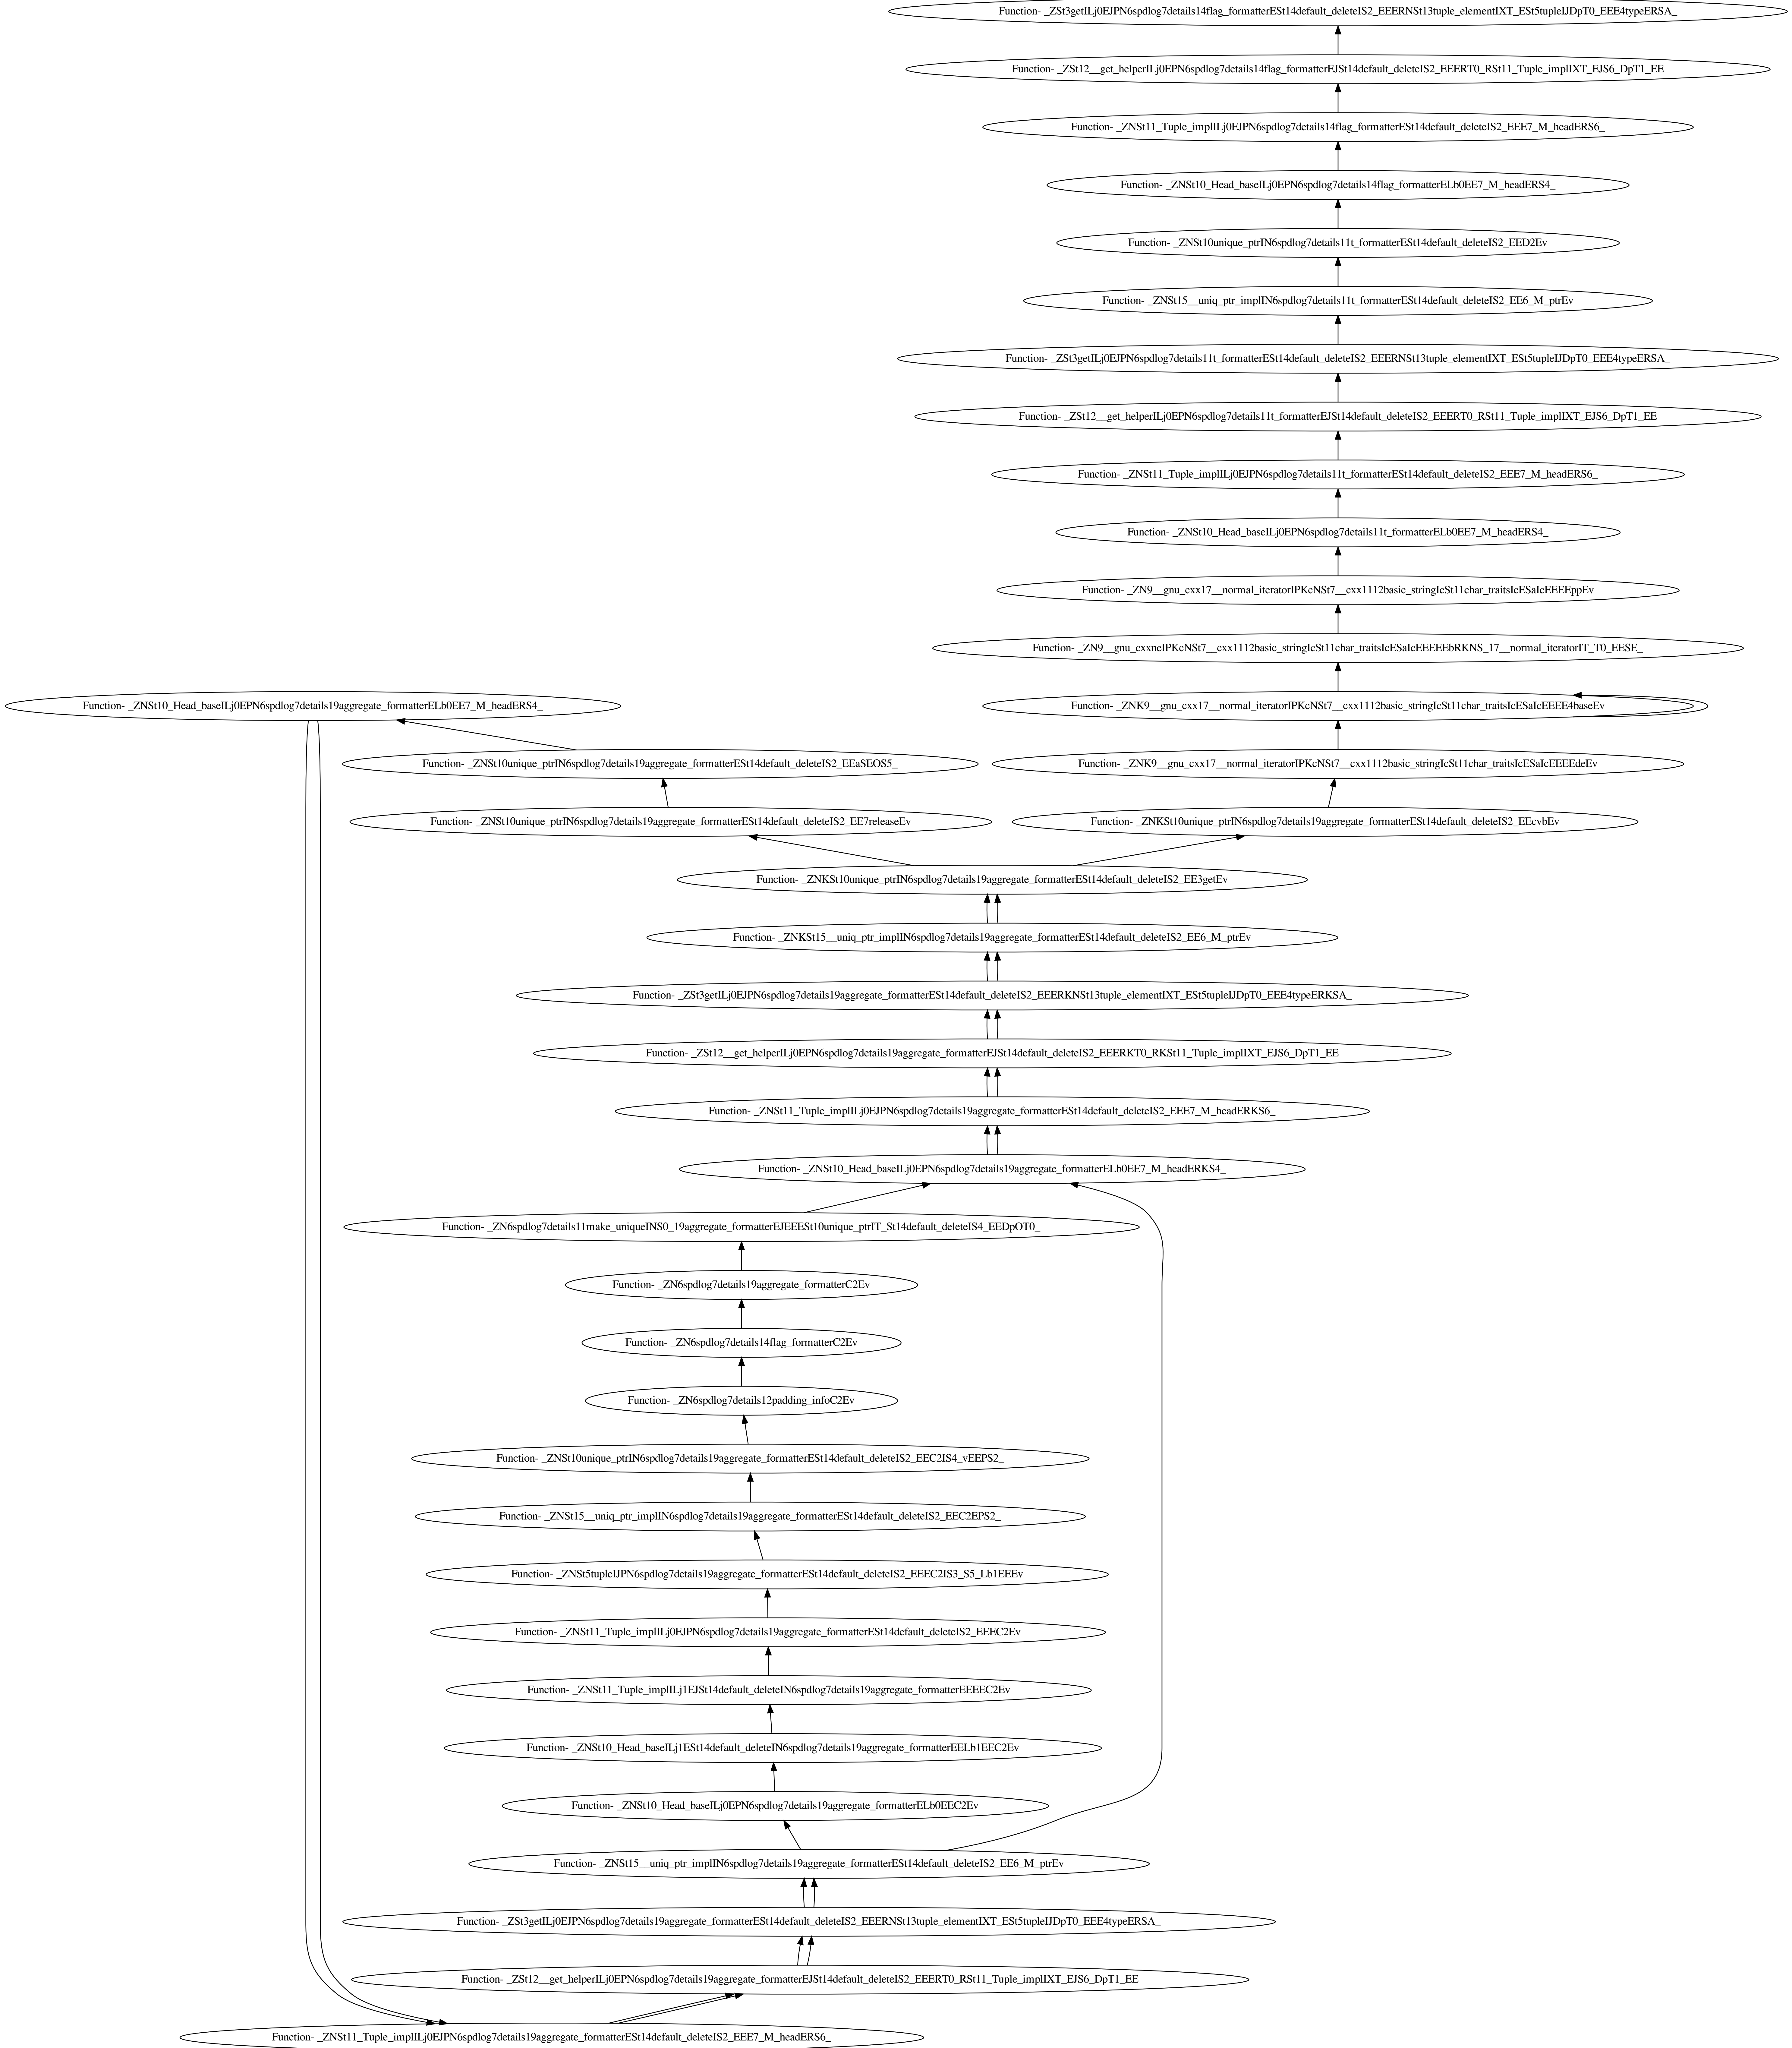 Function- _ZSt3getILj0EJPN6spdlog7details14flag_formatterESt14default_deleteIS2_EEERNSt13tuple_elementIXT_ESt5tupleIJDpT0_EEE4typeERSA_
Function- _ZSt12__get_helperILj0EPN6spdlog7details14flag_formatterEJSt14default_deleteIS2_EEERT0_RSt11_Tuple_implIXT_EJS6_DpT1_EE
Function- _ZNSt11_Tuple_implILj0EJPN6spdlog7details14flag_formatterESt14default_deleteIS2_EEE7_M_headERS6_
Function- _ZNSt10_Head_baseILj0EPN6spdlog7details14flag_formatterELb0EE7_M_headERS4_
Function- _ZNSt10unique_ptrIN6spdlog7details11t_formatterESt14default_deleteIS2_EED2Ev
Function- _ZNSt15__uniq_ptr_implIN6spdlog7details11t_formatterESt14default_deleteIS2_EE6_M_ptrEv
Function- _ZSt3getILj0EJPN6spdlog7details11t_formatterESt14default_deleteIS2_EEERNSt13tuple_elementIXT_ESt5tupleIJDpT0_EEE4typeERSA_
Function- _ZSt12__get_helperILj0EPN6spdlog7details11t_formatterEJSt14default_deleteIS2_EEERT0_RSt11_Tuple_implIXT_EJS6_DpT1_EE
Function- _ZNSt11_Tuple_implILj0EJPN6spdlog7details11t_formatterESt14default_deleteIS2_EEE7_M_headERS6_
Function- _ZNSt10_Head_baseILj0EPN6spdlog7details11t_formatterELb0EE7_M_headERS4_
Function- _ZN9__gnu_cxx17__normal_iteratorIPKcNSt7__cxx1112basic_stringIcSt11char_traitsIcESaIcEEEEppEv
Function- _ZN9__gnu_cxxneIPKcNSt7__cxx1112basic_stringIcSt11char_traitsIcESaIcEEEEEbRKNS_17__normal_iteratorIT_T0_EESE_
Function- _ZNSt10_Head_baseILj0EPN6spdlog7details19aggregate_formatterELb0EE7_M_headERS4_
Function- _ZNK9__gnu_cxx17__normal_iteratorIPKcNSt7__cxx1112basic_stringIcSt11char_traitsIcESaIcEEEE4baseEv
Function- _ZNSt10unique_ptrIN6spdlog7details19aggregate_formatterESt14default_deleteIS2_EEaSEOS5_
Function- _ZNK9__gnu_cxx17__normal_iteratorIPKcNSt7__cxx1112basic_stringIcSt11char_traitsIcESaIcEEEEdeEv
Function- _ZNSt10unique_ptrIN6spdlog7details19aggregate_formatterESt14default_deleteIS2_EE7releaseEv
Function- _ZNKSt10unique_ptrIN6spdlog7details19aggregate_formatterESt14default_deleteIS2_EEcvbEv
Function- _ZNKSt10unique_ptrIN6spdlog7details19aggregate_formatterESt14default_deleteIS2_EE3getEv
Function- _ZNKSt15__uniq_ptr_implIN6spdlog7details19aggregate_formatterESt14default_deleteIS2_EE6_M_ptrEv
Function- _ZSt3getILj0EJPN6spdlog7details19aggregate_formatterESt14default_deleteIS2_EEERKNSt13tuple_elementIXT_ESt5tupleIJDpT0_EEE4typeERKSA_
Function- _ZSt12__get_helperILj0EPN6spdlog7details19aggregate_formatterEJSt14default_deleteIS2_EEERKT0_RKSt11_Tuple_implIXT_EJS6_DpT1_EE
Function- _ZNSt11_Tuple_implILj0EJPN6spdlog7details19aggregate_formatterESt14default_deleteIS2_EEE7_M_headERKS6_
Function- _ZNSt10_Head_baseILj0EPN6spdlog7details19aggregate_formatterELb0EE7_M_headERKS4_
Function- _ZN6spdlog7details11make_uniqueINS0_19aggregate_formatterEJEEESt10unique_ptrIT_St14default_deleteIS4_EEDpOT0_
Function- _ZN6spdlog7details19aggregate_formatterC2Ev
Function- _ZN6spdlog7details14flag_formatterC2Ev
Function- _ZN6spdlog7details12padding_infoC2Ev
Function- _ZNSt10unique_ptrIN6spdlog7details19aggregate_formatterESt14default_deleteIS2_EEC2IS4_vEEPS2_
Function- _ZNSt15__uniq_ptr_implIN6spdlog7details19aggregate_formatterESt14default_deleteIS2_EEC2EPS2_
Function- _ZNSt5tupleIJPN6spdlog7details19aggregate_formatterESt14default_deleteIS2_EEEC2IS3_S5_Lb1EEEv
Function- _ZNSt11_Tuple_implILj0EJPN6spdlog7details19aggregate_formatterESt14default_deleteIS2_EEEC2Ev
Function- _ZNSt11_Tuple_implILj1EJSt14default_deleteIN6spdlog7details19aggregate_formatterEEEEC2Ev
Function- _ZNSt10_Head_baseILj1ESt14default_deleteIN6spdlog7details19aggregate_formatterEELb1EEC2Ev
Function- _ZNSt10_Head_baseILj0EPN6spdlog7details19aggregate_formatterELb0EEC2Ev
Function- _ZNSt15__uniq_ptr_implIN6spdlog7details19aggregate_formatterESt14default_deleteIS2_EE6_M_ptrEv
Function- _ZSt3getILj0EJPN6spdlog7details19aggregate_formatterESt14default_deleteIS2_EEERNSt13tuple_elementIXT_ESt5tupleIJDpT0_EEE4typeERSA_
Function- _ZSt12__get_helperILj0EPN6spdlog7details19aggregate_formatterEJSt14default_deleteIS2_EEERT0_RSt11_Tuple_implIXT_EJS6_DpT1_EE
Function- _ZNSt11_Tuple_implILj0EJPN6spdlog7details19aggregate_formatterESt14default_deleteIS2_EEE7_M_headERS6_